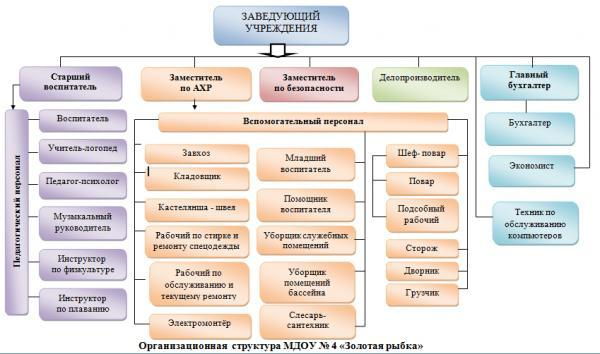 ЗАВЕДУЮЩИЙ
УЧРЕЖДЕНИЯ
Старший
воспитатель
Заместитель
по АХР
Заместитель
по безопасности
Делопроизводитель
Главный
бухгалтер
Педагогический персонал
Воспитатель
Учитель-логопед
Педагог-психолог
Музыкальный
руководитель
Инструктор
по физкультуре
Инструктор
по плаванию
Вспомогательный персонал
Завхоз
Кладовщик
Кастелянша - швея
Рабочий по стирке и
ремонту спецодежды
Рабочий по
обслуживанию и
текущему ремонту
Электромонтёр
Младший
воспитатель
Помощник
воспитателя
Уборщик служебных
помещений
Уборщик
помещений
бассейна
Слесарь-
сантехник
Шеф- повар
Повар
Подсобный
рабочий
Сторож
Дворник
Грузчик
Бухгалтер
Экономист
Техник по
обслуживанию
компьютеров
Организационная структура МДОУ № 4 «Золотая рыбка»